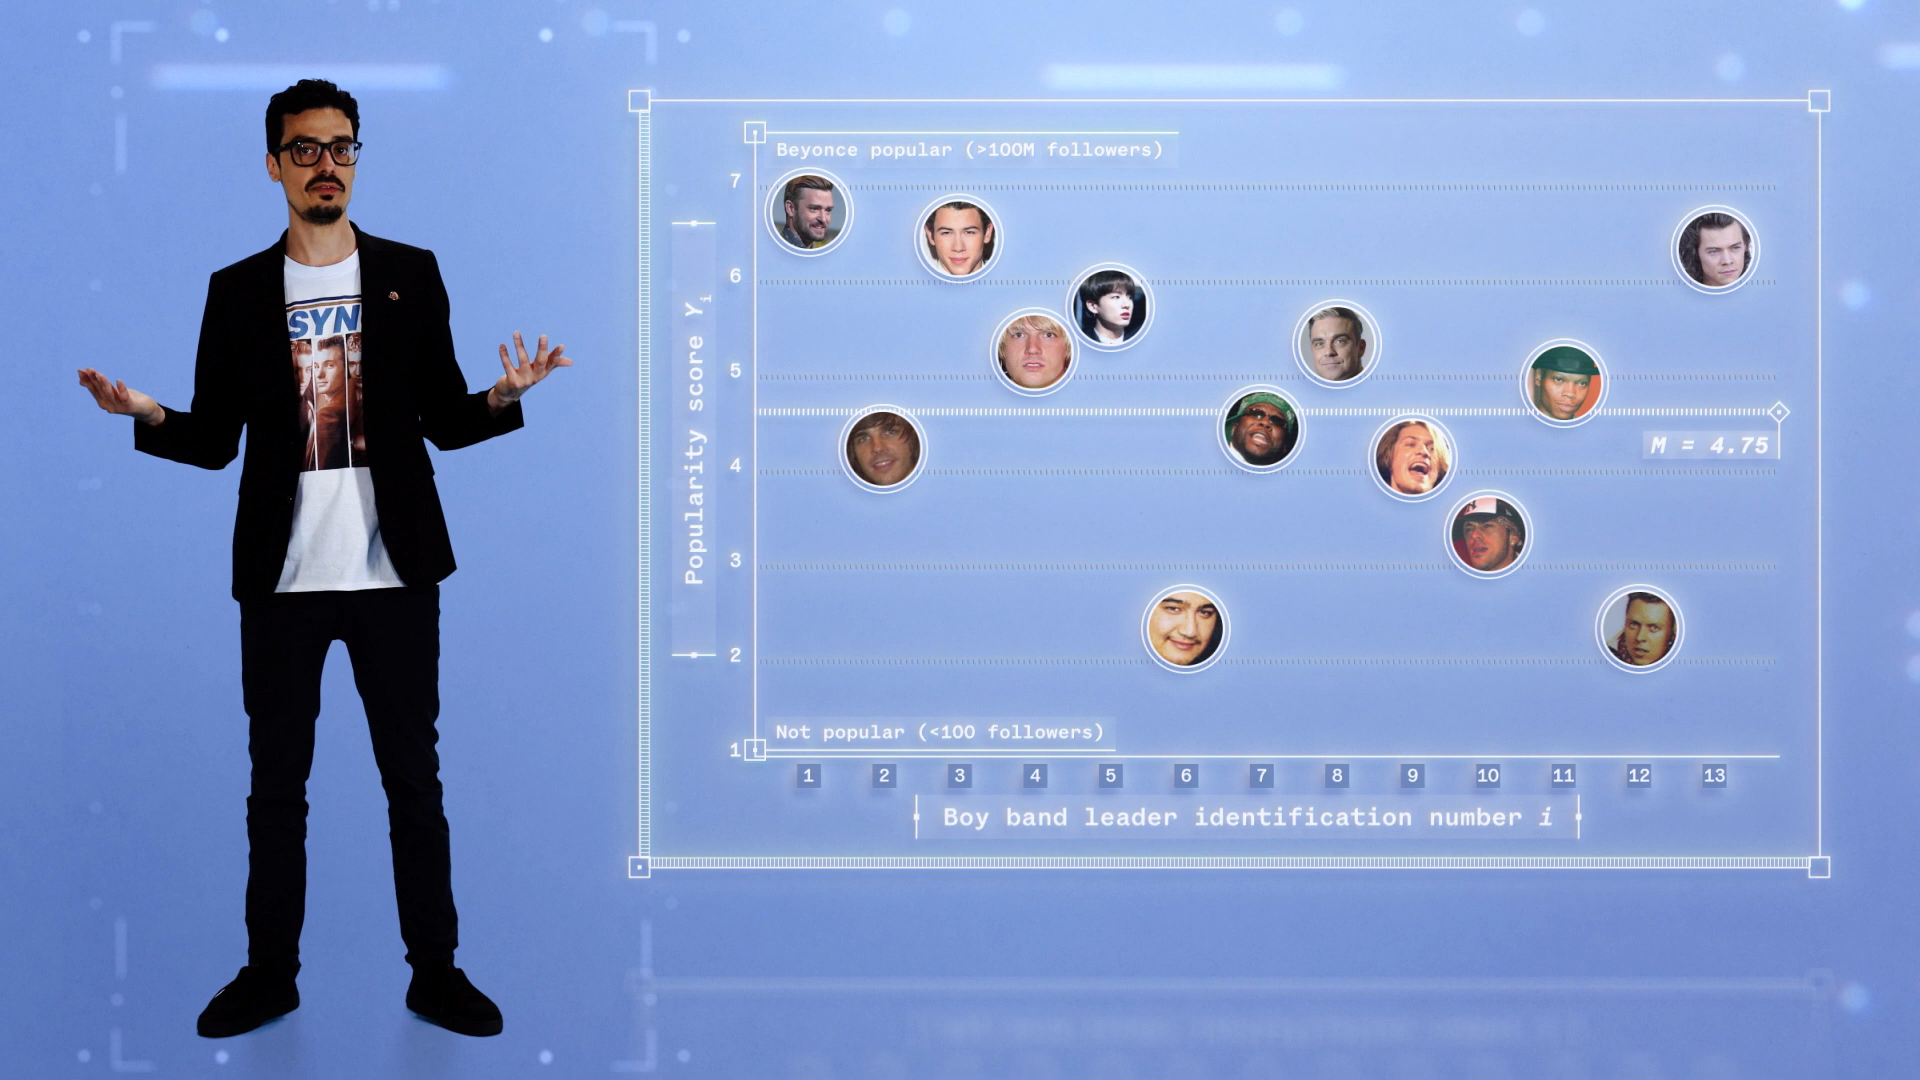 SYN
Beyonce popular (>100M followers)
7
6
5
4
3
2
1
Popularity score Yi
M = 4.75
Not popular (<100 followers)
1 2 3 4 5 6 7 8 9 10 11 12 13
Boy band leader identification number i